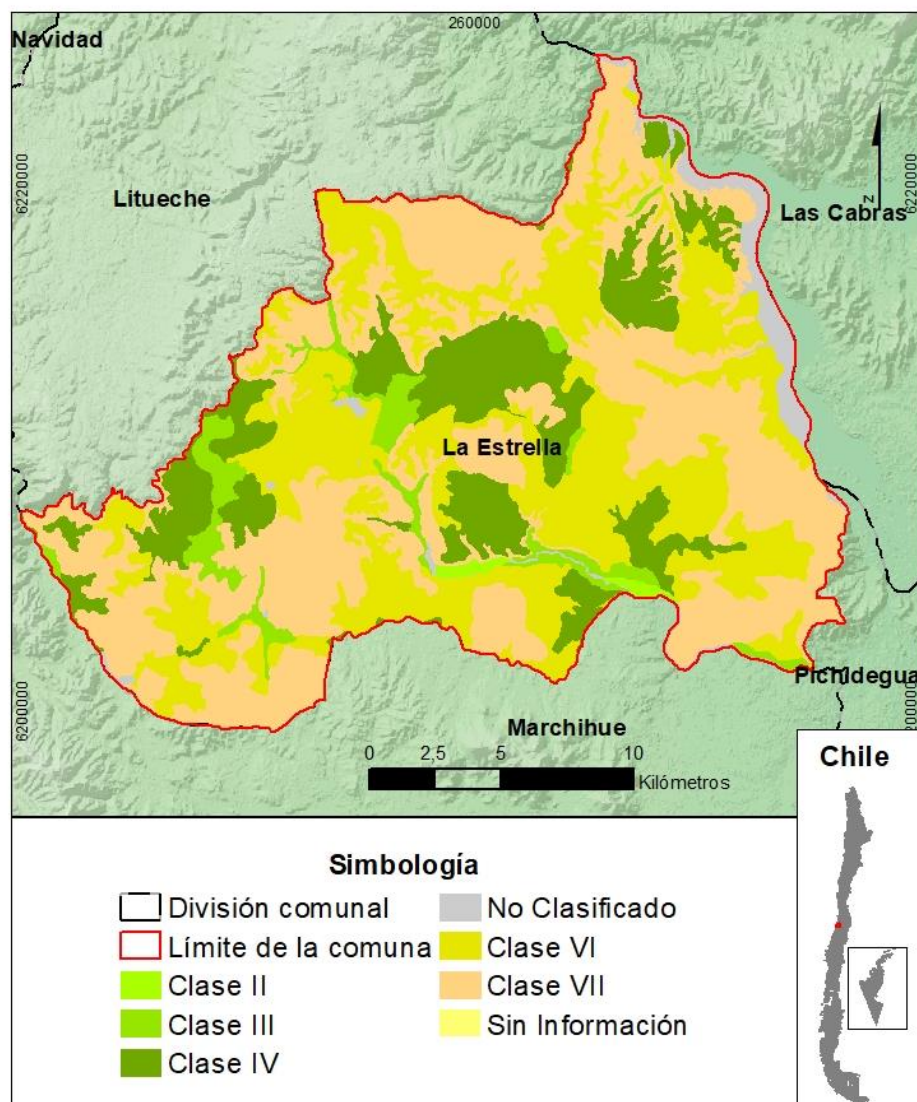 260000
Navidad
6220000
6220000
Litueche
Las Cabras
N
La Estrella
6200000
Pichidegua
Marchihue
0 2,5 5 10
Kilómetros
Chile
Simbología
División comunal
Límite de la comuna
Clase II
Clase III
Clase IV
No Clasificado
Clase VI
Clase VII
Sin Información